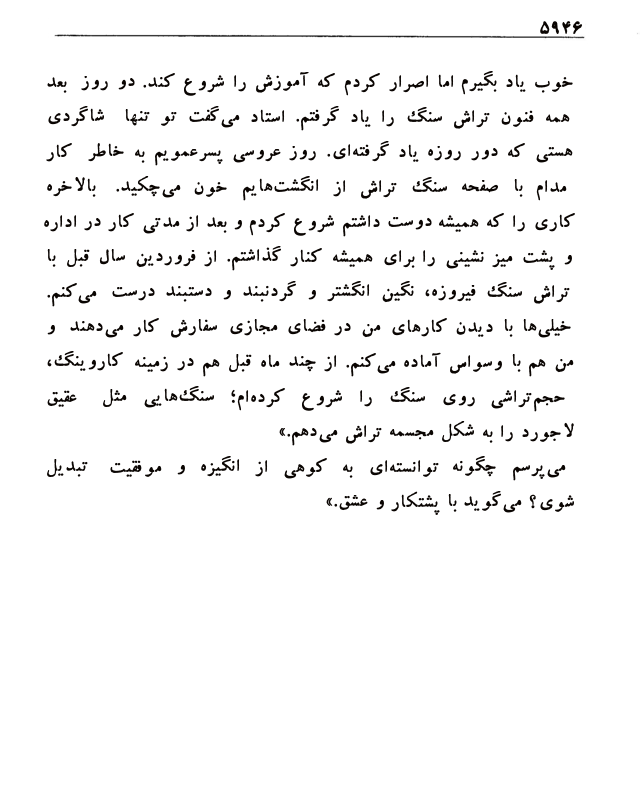 ۵۹۴۶
خوب یاد بگیرم اما اصرار کردم که آموزش را شروع کند. دو روز بعد
همه فنون تراش سنگ را یاد گرفتم. استاد می‌گفت تو تنها شاگردی
هستی که دور روزه یاد گرفته‌ای. روز عروسی پسرعمویم به خاطر کار
مدام با صفحه سنگ تراش از انگشت‌هایم خون می‌چکید. بالاخره
کاری را که همیشه دوست داشتم شروع کردم و بعد از مدتی کار در اداره
و پشت میز نشینی را برای همیشه کنار گذاشتم. از فروردین سال قبل با
تراش سنگ فیروزه، نگین انگشتر و گردنبند و دستبند درست می‌کنم.
خیلی‌ها با دیدن کارهای من در فضای مجازی سفارش کار می‌دهند و
من هم با وسواس آماده می‌کنم. از چند ماه قبل هم در زمینه کاروینگ،
حجم‌تراشی روی سنگ را شروع کرده‌ام؛ سنگ‌هایی مثل عقیق
لاجورد را به شکل مجسمه تراش می‌دهم.»
می‌پرسم چگونه توانسته‌ای به کوهی از انگیزه و موفقیت تبدیل
شوی؟ می‌گوید با پشتکار و عشق.»